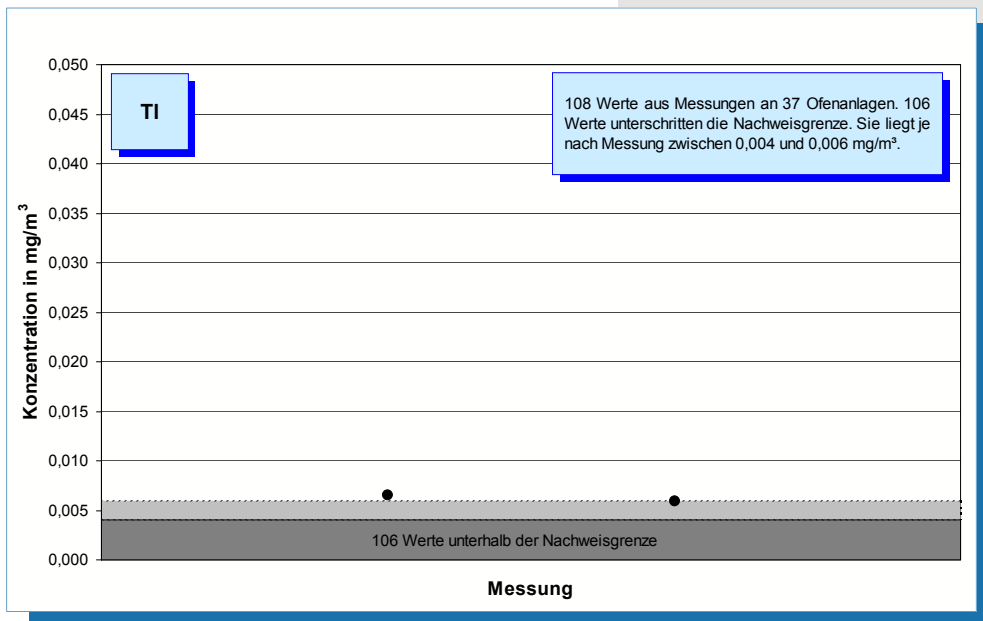 0,050
0,045
0,040
0,035
0,030
0,025
0,020
0,015
0,010
0,005
0,000
Konzentration in mg/m³
Tl
108 Werte aus Messungen an 37 Ofenanlagen. 106
Werte unterschritten die Nachweisgrenze. Sie liegt je
nach Messung zwischen 0,004 und 0,006 mg/m³.
106 Werte unterhalb der Nachweisgrenze
Messung